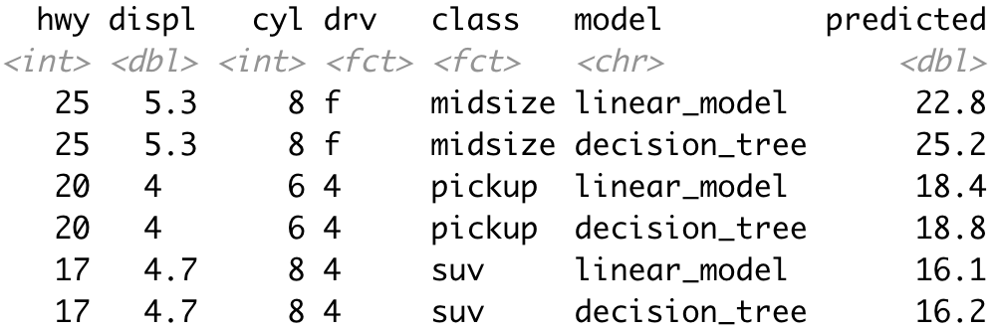 hwy displ cyl drv class model predicted
<int> <dbl> <int> <fct> <fct> <chr> <dbl>
25 5.3 8 f midsize linear_model 22.8
25 5.3 8 f midsize decision_tree 25.2
20 4 6 4 pickup linear_model 18.4
20 4 6 4 pickup decision_tree 18.8
17 4.7 8 4 suv linear_model 16.1
17 4.7 8 4 suv decision_tree 16.2